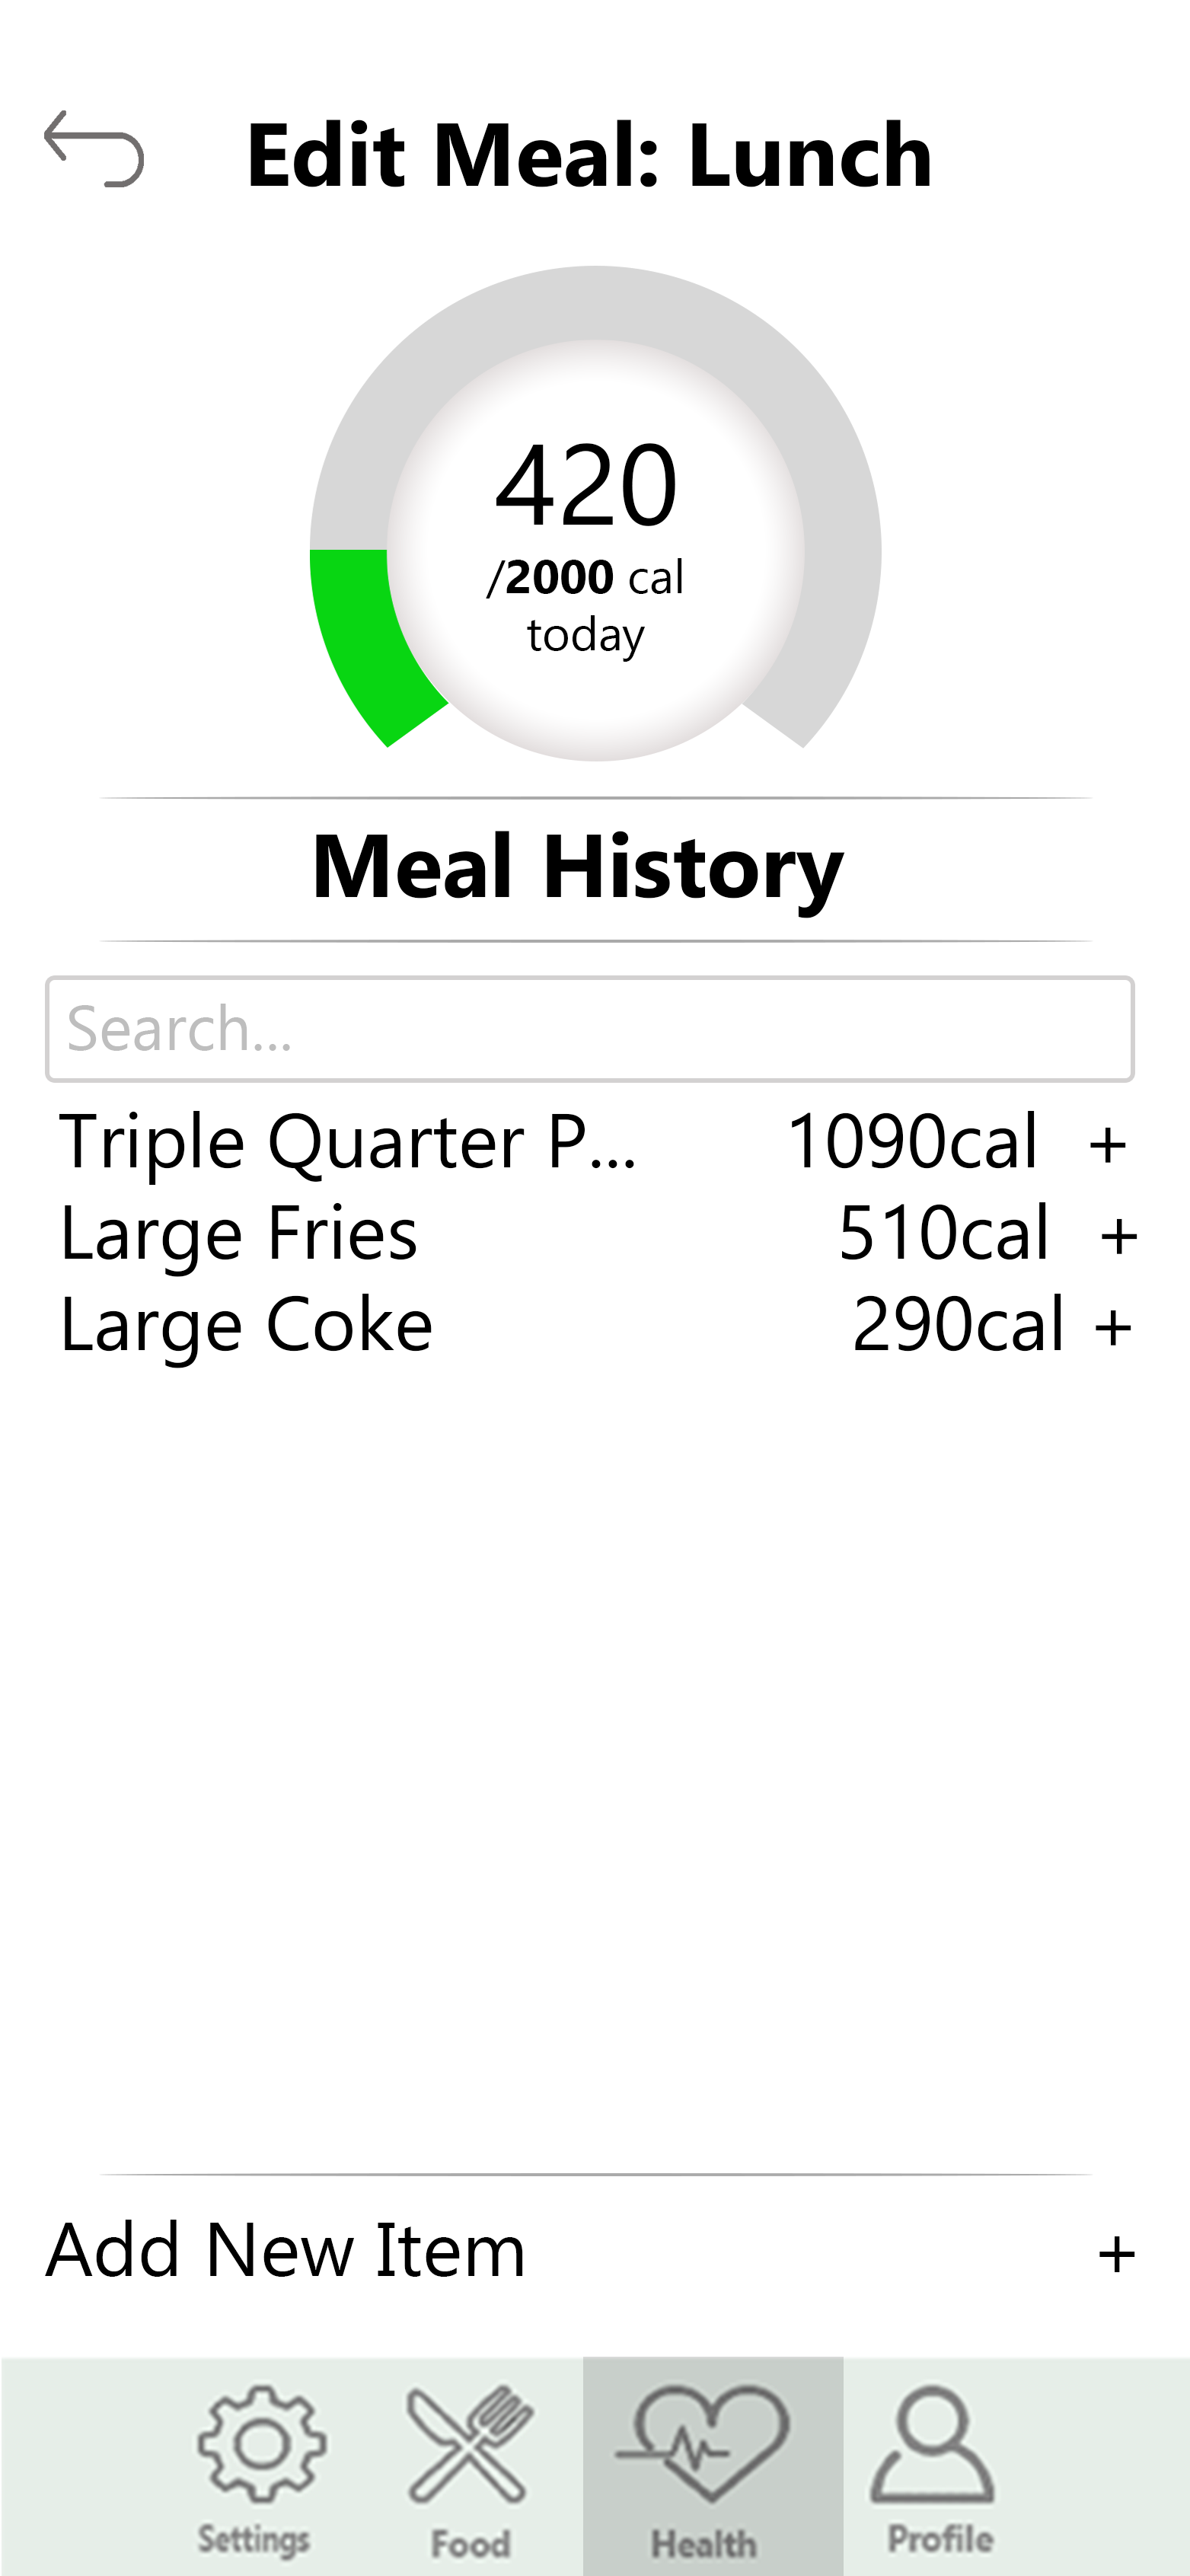 Edit Meal: Lunch
420
/2000 cal
today
Meal History
Search...
Triple Quarter P... 1090cal +
Large Fries 510cal +
Large Coke 290cal +
Add New Item +
Settings Food Health Profile